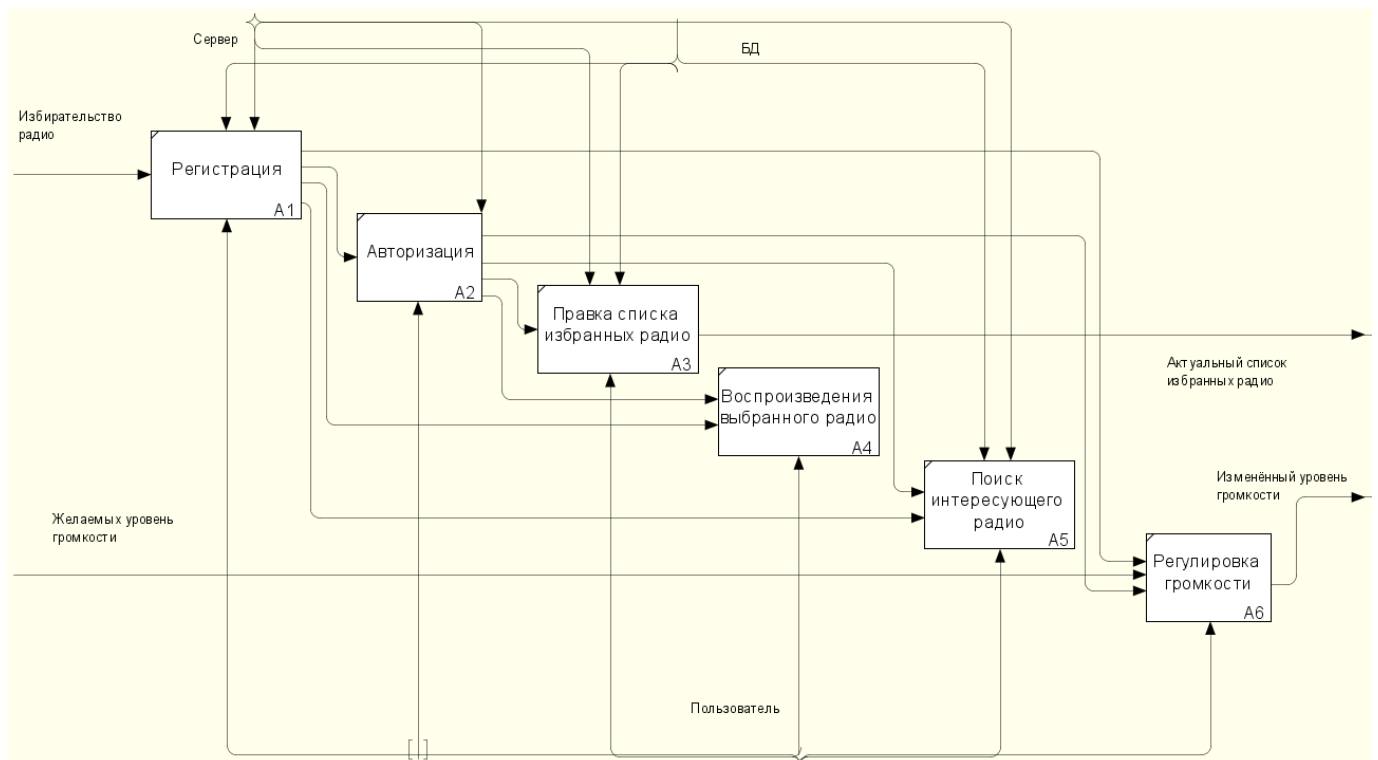 Сервер
БД
Избирательство
радио
Регистрация
A1
Авторизация
A2
Правка списка
избранных радио
A3
Актуальный список
избранных радио
Воспроизведения
выбранного радио
A4
Поиск
интересующего
радио
A5
Изменённый уровень
громкости
Желаемых уровень
громкости
Регулировка
громкости
A6
Пользователь